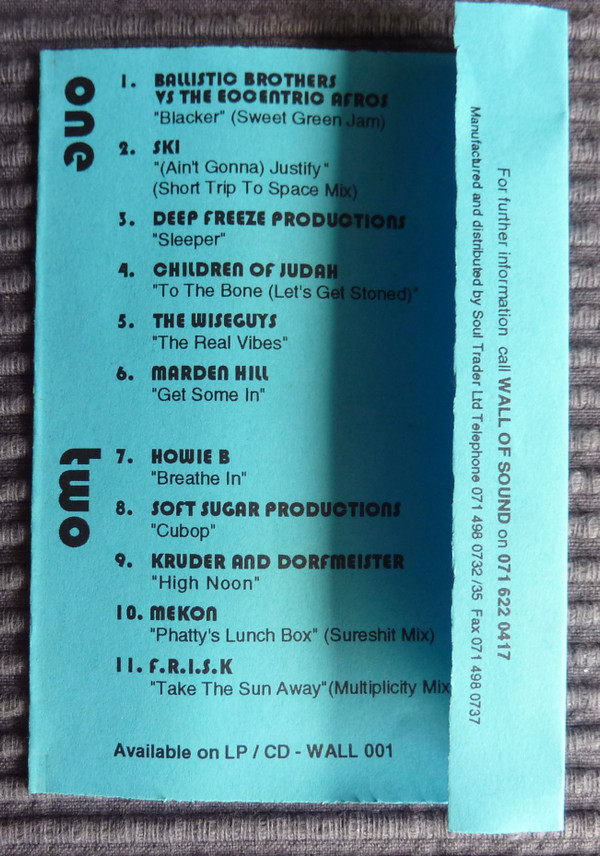 one
1. BALLISTIC BROTHERS
VS THE ECCENTRIC AFROS
"Blacker" (Sweet Green Jam)
2. SKI
"(Ain't Gonna) Justify"
(Short Trip To Space Mix)
3. DEEP FREEZE PRODUCTIONS
"Sleeper"
4. CHILDREN OF JUDAH
"To The Bone (Let's Get Stoned)"
5. THE WISEGUYS
"The Real Vibes"
6. MARDEN HILL
"Get Some In"
two
7. HOWIE B
"Breathe In"
8. SOFT SUGAR PRODUCTIONS
"Cubop"
9. KRUDER AND DORFMEISTER
"High Noon"
10. MEKON
"Phatty's Lunch Box" (Sureshit Mix)
11. F.R.I.S.K
"Take The Sun Away"(Multiplicity Mix
Available on LP / CD - WALL 001
For further information call WALL OF SOUND on 071 622 0417
Manufactured and distributed by Soul Trader Ltd Telephone 071 498 0732 /35 Fax 071 498 0737